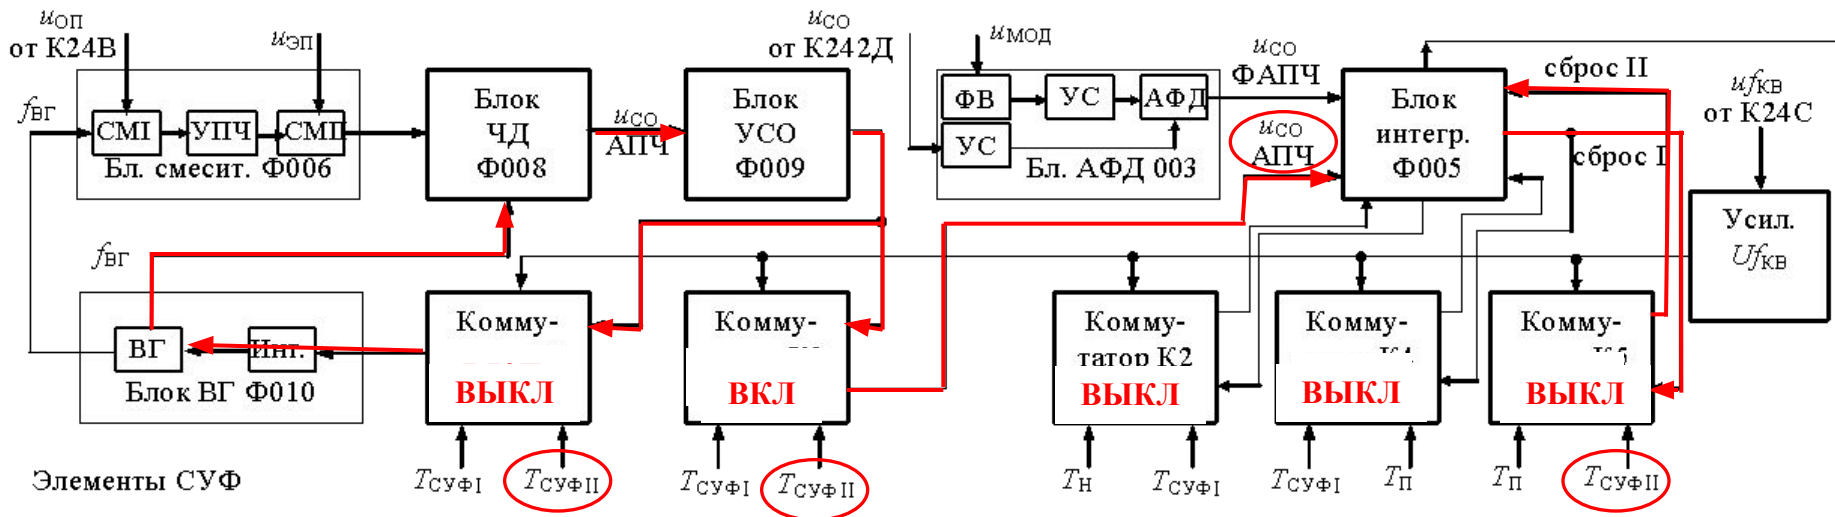 uОП
от К24В
uЭП
uСО
от К242Д
uМОД
uСО
ФАПЧ
сброс II
ufКВ
от К24С
fВГ
СМI
УПЧ
СМII
Бл. смесит. Ф006
Блок
ЧД
Ф008
uСО
АПЧ
Блок
УСО
Ф009
ФВ
УС
АФД
УС
Бл. АФД 003
uСО
АПЧ
Блок
интегр.
Ф005
сброс I
Усил.
UfКВ
fВГ
ВГ
Инт.
Блок ВГ Ф010
Комму-
ВЫКЛ
Комму-
ВКЛ
Комму-
татор К2
ВЫКЛ
Комму-
ВЫКЛ
Комму-
ВЫКЛ
Элементы СУФ
TСУФI
TСУФII
TСУФI
TСУФII
TН
TСУФI
TСУФI
TП
TП
TСУФII